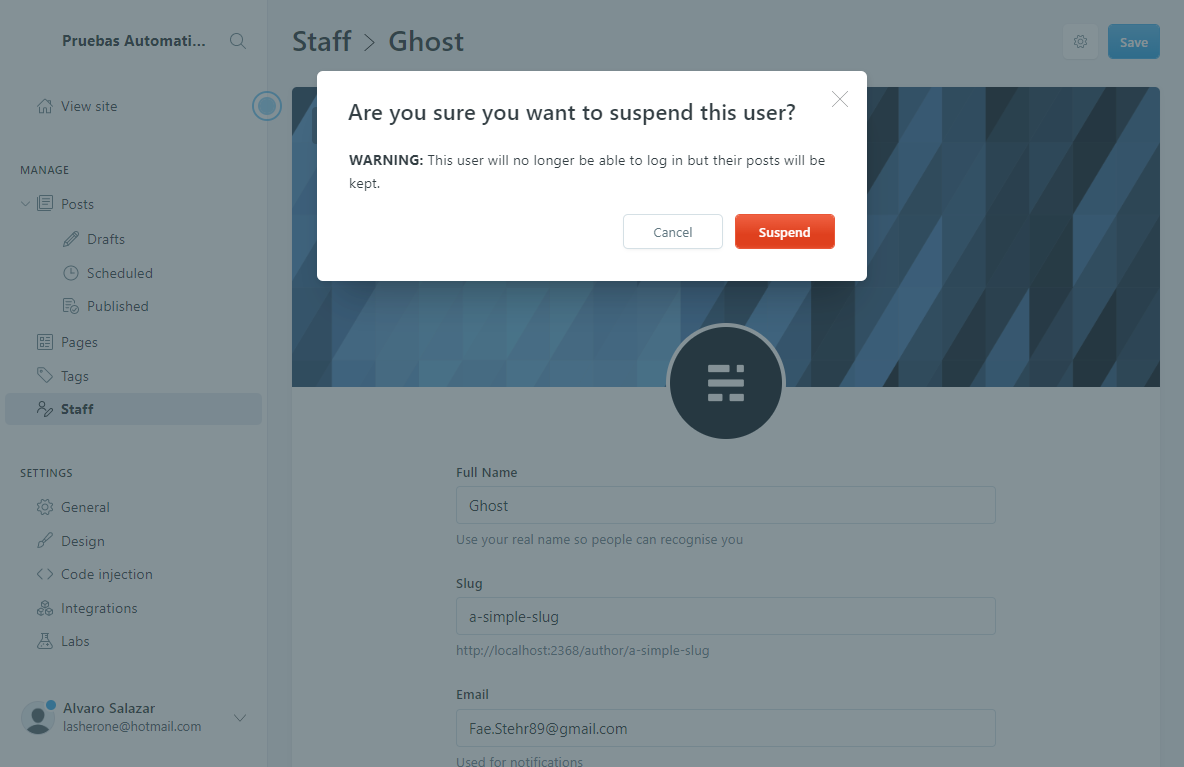 Pruebas Automati...
View site
MANAGE
Posts
Drafts
Scheduled
Published
Pages
Tags
Staff
SETTINGS
General
Design
Code injection
Integrations
Labs
Alvaro Salazar
lasherone@hotmail.com
Staff > Ghost
Save
Are you sure you want to suspend this user?
WARNING: This user will no longer be able to log in but their posts will be
kept.
Cancel
Suspend
Full Name
Ghost
Use your real name so people can recognise you
Slug
a-simple-slug
http://localhost:2368/author/a-simple-slug
Email
Fae.Stehr89@gmail.com
Used for notifications